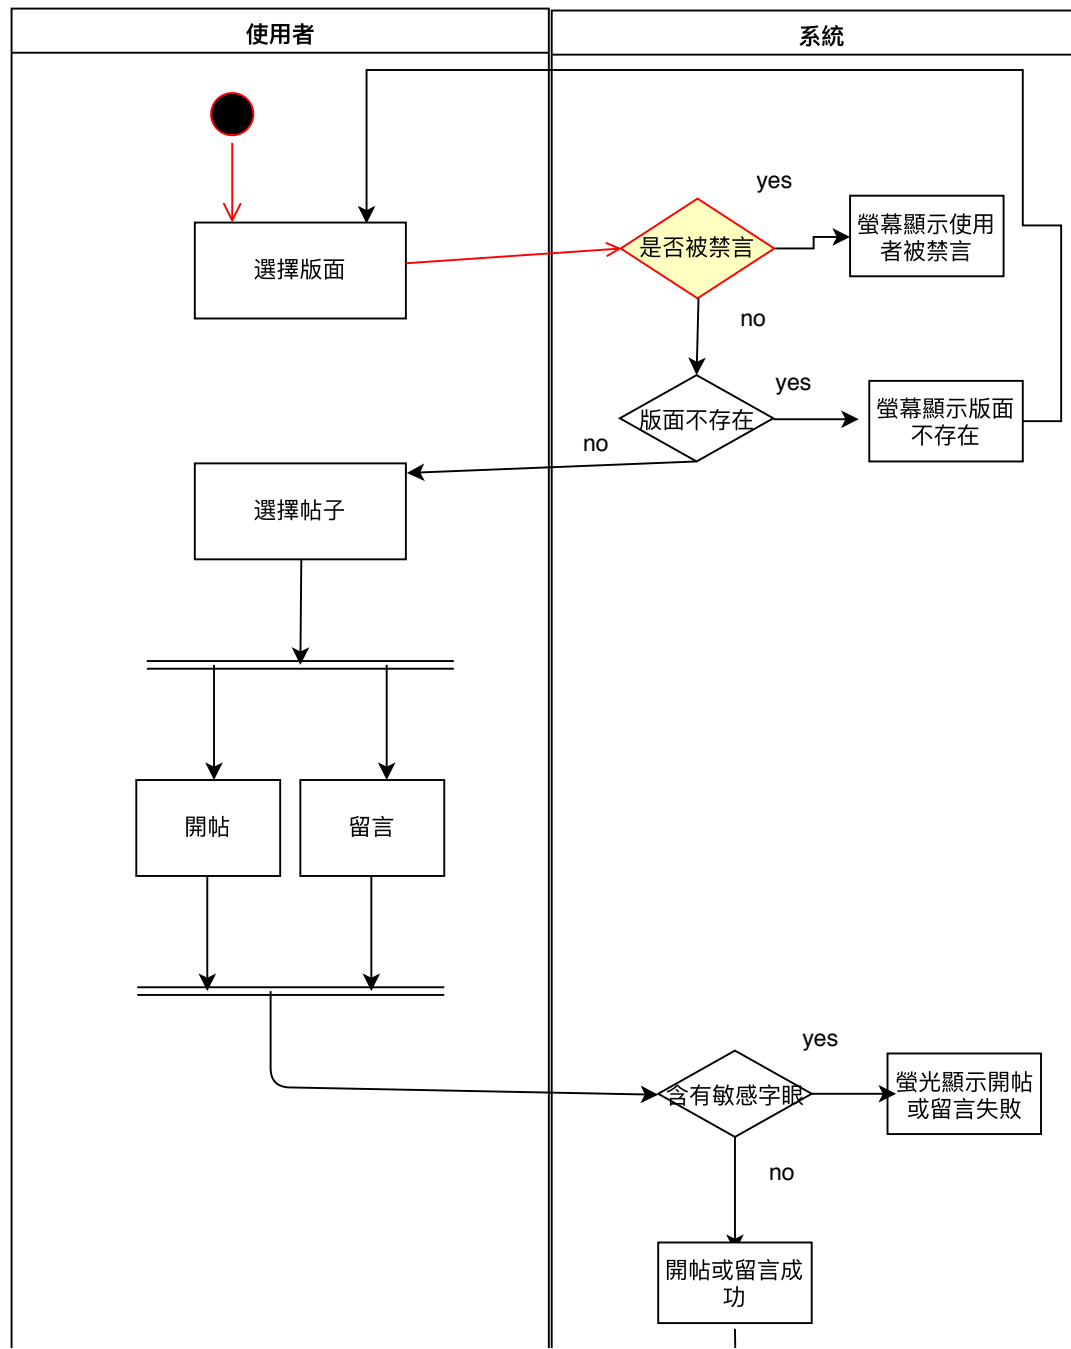 使用者
系統
yes
選擇版面
是否被禁言
螢幕顯示使用
者被禁言
no
yes
版面不存在
螢幕顯示版面
不存在
no
選擇帖子
開帖
留言
yes
含有敏感字眼
螢光顯示開帖
或留言失敗
no
開帖或留言成
功